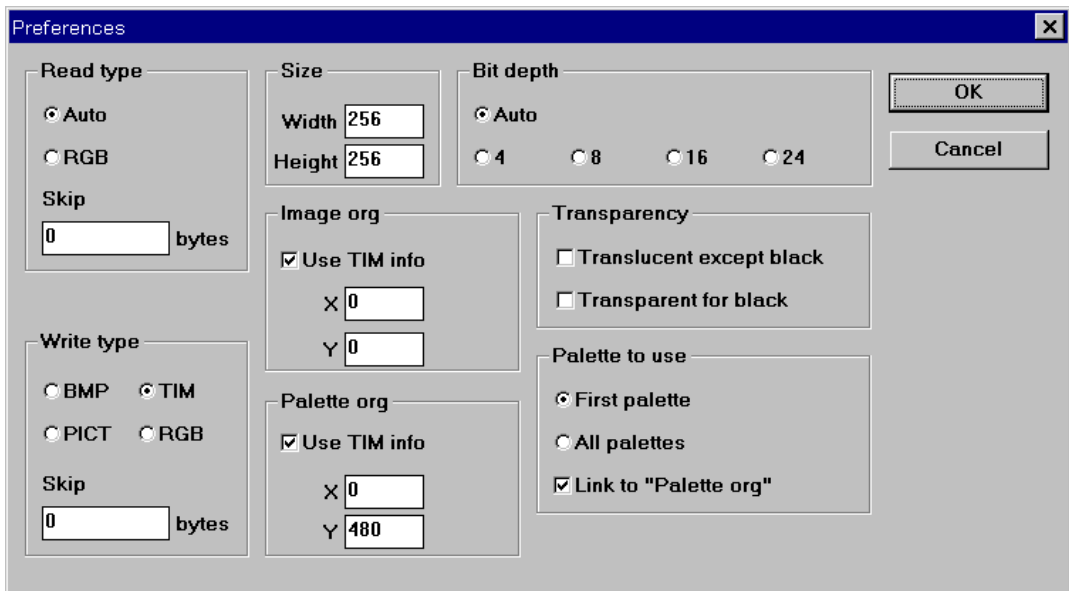 Preferences
Read type
Auto
RGB
Skip
0 bytes
Size
Width 256
Height 256
Bit depth
Auto
4 8 16 24
OK
Cancel
Image org
Use TIM info
X 0
Y 0
Transparency
Translucent except black
Transparent for black
Write type
BMP TIM
PICT RGB
Skip
0 bytes
Palette org
Use TIM info
X 0
Y 480
Palette to use
First palette
All palettes
Link to "Palette org"